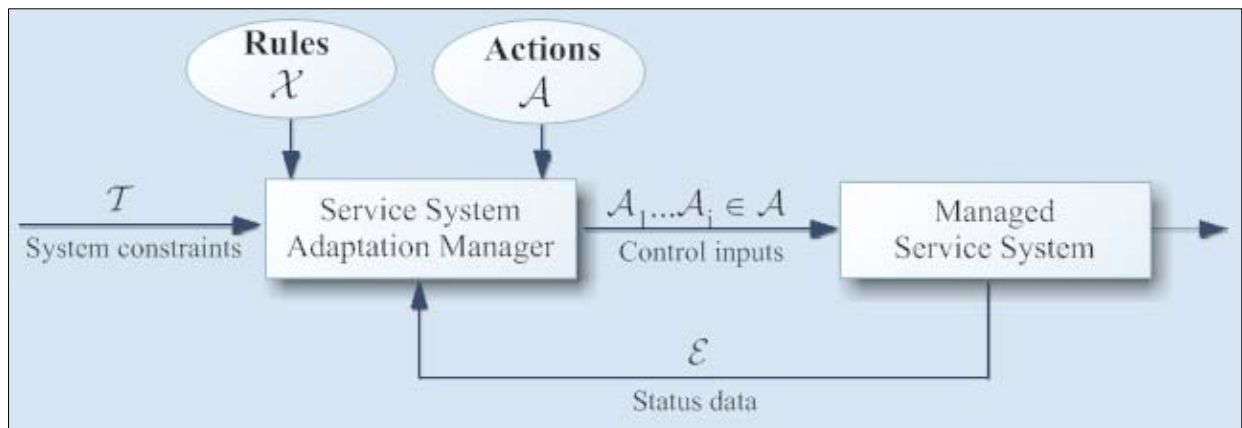 Rules
𝒳
Actions
𝒜
𝒯
System constraints
Service System
Adaptation Manager
𝒜₁...𝒜ᵢ ∈ 𝒜
Control inputs
Managed
Service System
ℰ
Status data